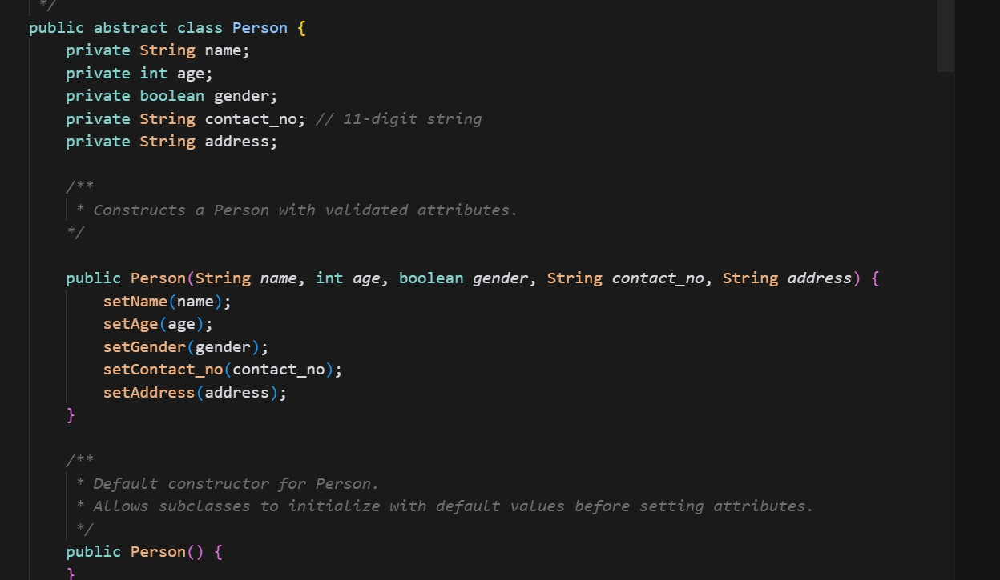 */
public abstract class Person {
private String name;
private int age;
private boolean gender;
private String contact_no; // 11-digit string
private String address;
/**
* Constructs a Person with validated attributes.
*/
public Person(String name, int age, boolean gender, String contact_no, String address) {
setName(name);
setAge(age);
setGender(gender);
setContact_no(contact_no);
setAddress(address);
}
/**
* Default constructor for Person.
* Allows subclasses to initialize with default values before setting attributes.
*/
public Person() {
}